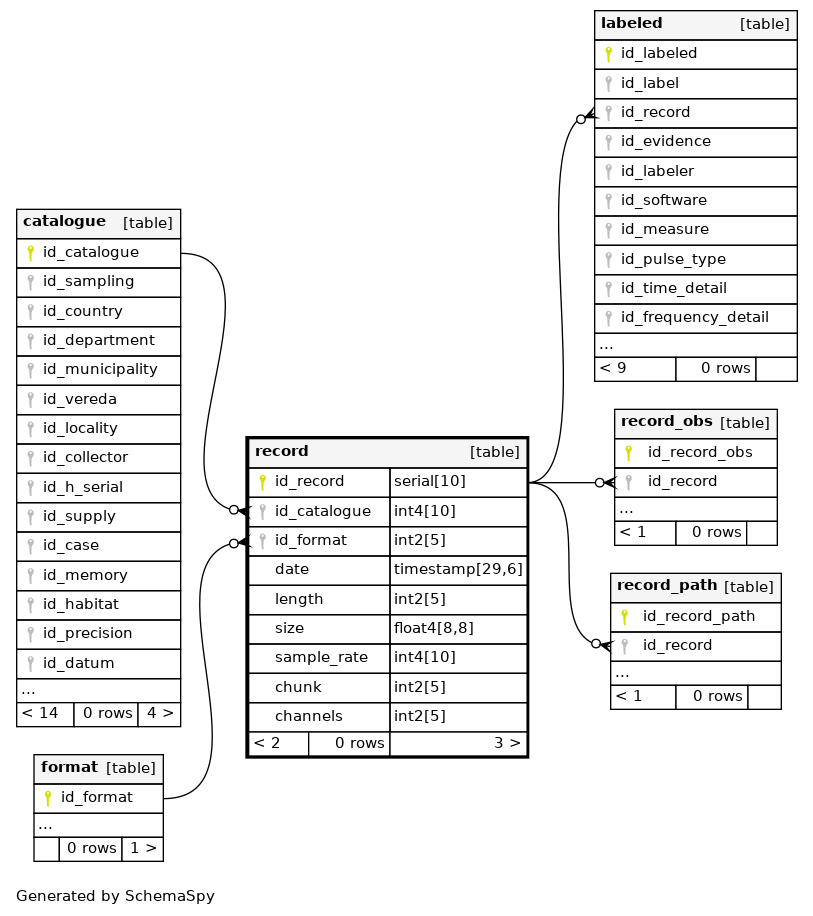 labeled [table]
id_labeled
id_label
id_record
id_evidence
id_labeler
id_software
id_measure
id_pulse_type
id_time_detail
id_frequency_detail
...
< 9 0 rows
catalogue [table]
id_catalogue
id_sampling
id_country
id_department
id_municipality
id_vereda
id_locality
id_collector
id_h_serial
id_supply
id_case
id_memory
id_habitat
id_precision
id_datum
...
< 14 0 rows 4 >
record [table]
id_record serial[10]
id_catalogue int4[10]
id_format int2[5]
date timestamp[29,6]
length int2[5]
size float4[8,8]
sample_rate int4[10]
chunk int2[5]
channels int2[5]
< 2 0 rows 3 >
record_obs [table]
id_record_obs
id_record
...
< 1 0 rows
record_path [table]
id_record_path
id_record
...
< 1 0 rows
format [table]
id_format
...
0 rows 1 >
Generated by SchemaSpy